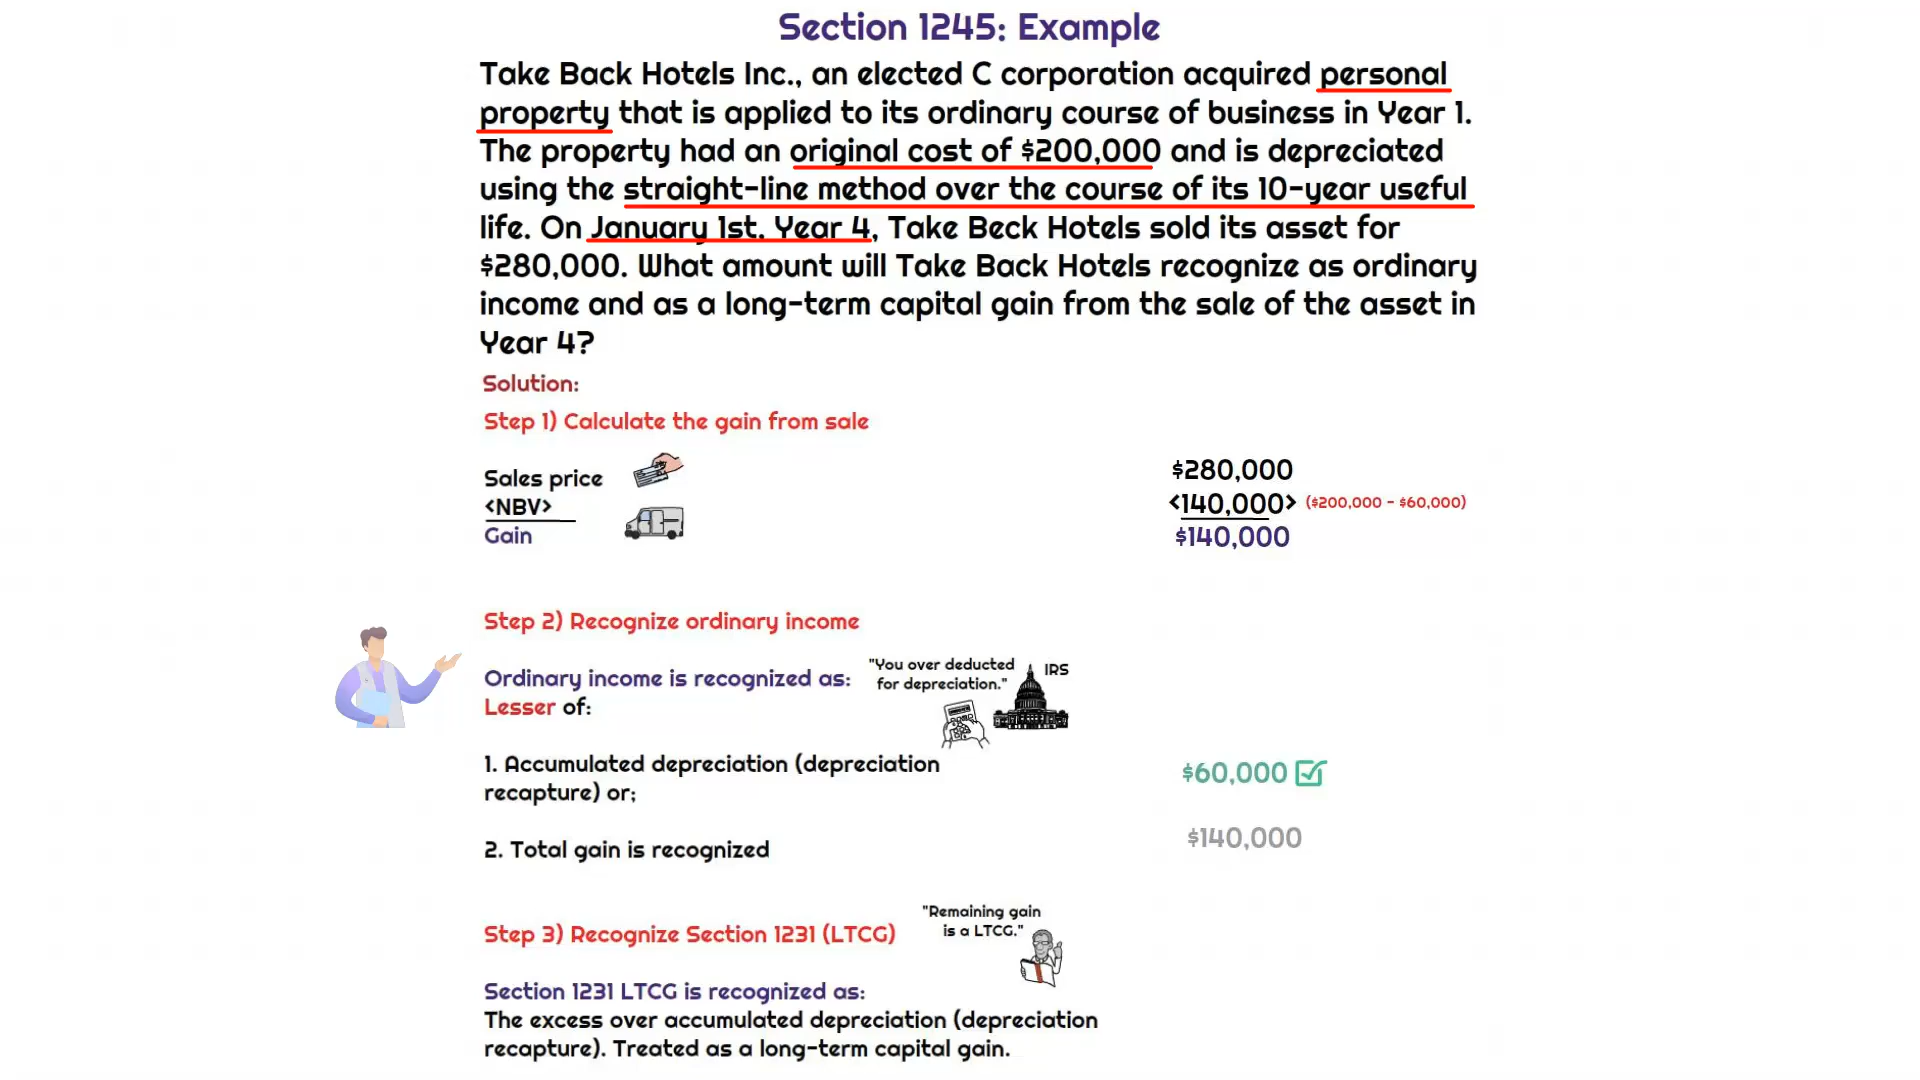 Section 1245: Example
Take Back Hotels Inc., an elected C corporation acquired personal
property that is applied to its ordinary course of business in Year 1.
The property had an original cost of $200,000 and is depreciated
using the straight-line method over the course of its 10-year useful
life. On January 1st, Year 4, Take Beck Hotels sold its asset for
$280,000. What amount will Take Back Hotels recognize as ordinary
income and as a long-term capital gain from the sale of the asset in
Year 4?
Solution:
Step 1) Calculate the gain from sale
Sales price $280,000
<NBV> <140,000> ($200,000 - $60,000)
Gain $140,000
Step 2) Recognize ordinary income
Ordinary income is recognized as:
Lesser of:
"You over deducted
for depreciation."
IRS
1. Accumulated depreciation (depreciation
recapture) or;
$60,000
2. Total gain is recognized
$140,000
Step 3) Recognize Section 1231 (LTCG)
"Remaining gain
is a LTCG."
Section 1231 LTCG is recognized as:
The excess over accumulated depreciation (depreciation
recapture). Treated as a long-term capital gain.